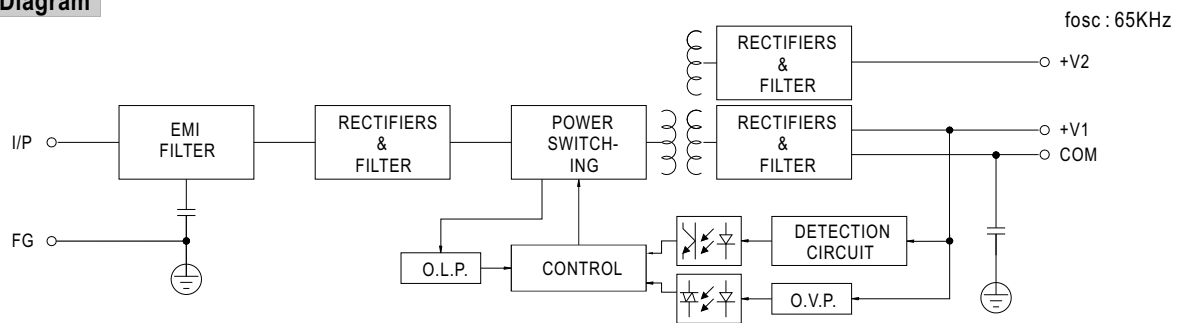 Diagram
fosc : 65KHz
RECTIFIERS
&
FILTER
+V2
I/P
EMI
FILTER
RECTIFIERS
&
FILTER
POWER
SWITCH-
ING
RECTIFIERS
&
FILTER
+V1
COM
FG
O.L.P.
CONTROL
DETECTION
CIRCUIT
O.V.P.